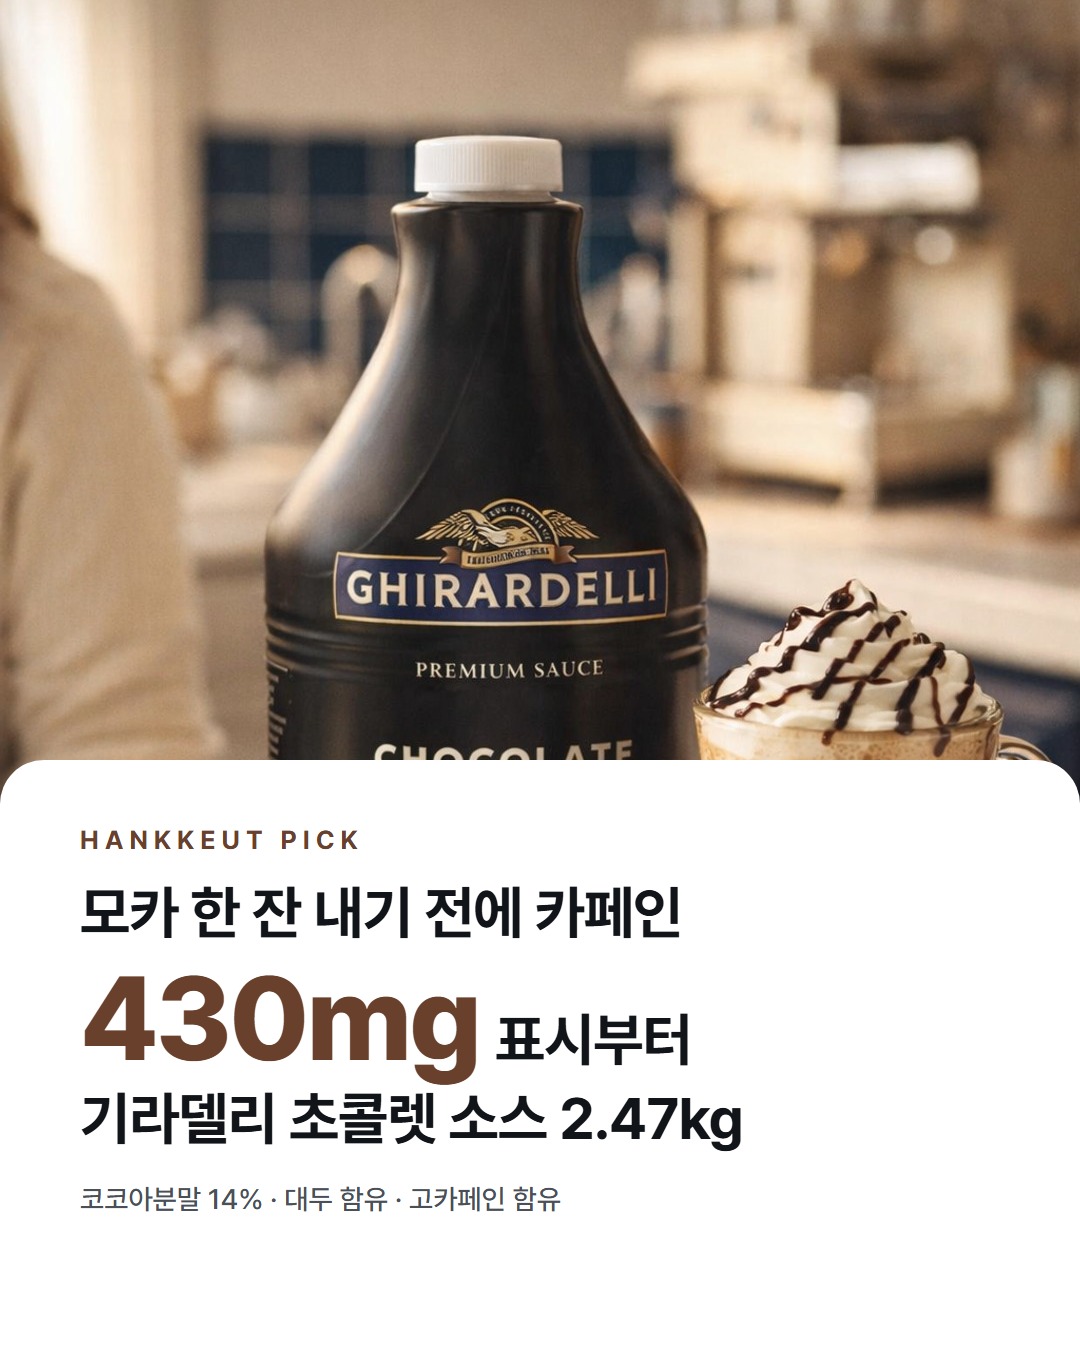 GHIRARDELLI
PREMIUM SAUCE
CHOCOLATE
HANKKEUT PICK
모카 한 잔 내기 전에 카페인
430mg 표시부터
기라델리 초콜렛 소스 2.47kg
코코아분말 14% · 대두 함유 · 고카페인 함유